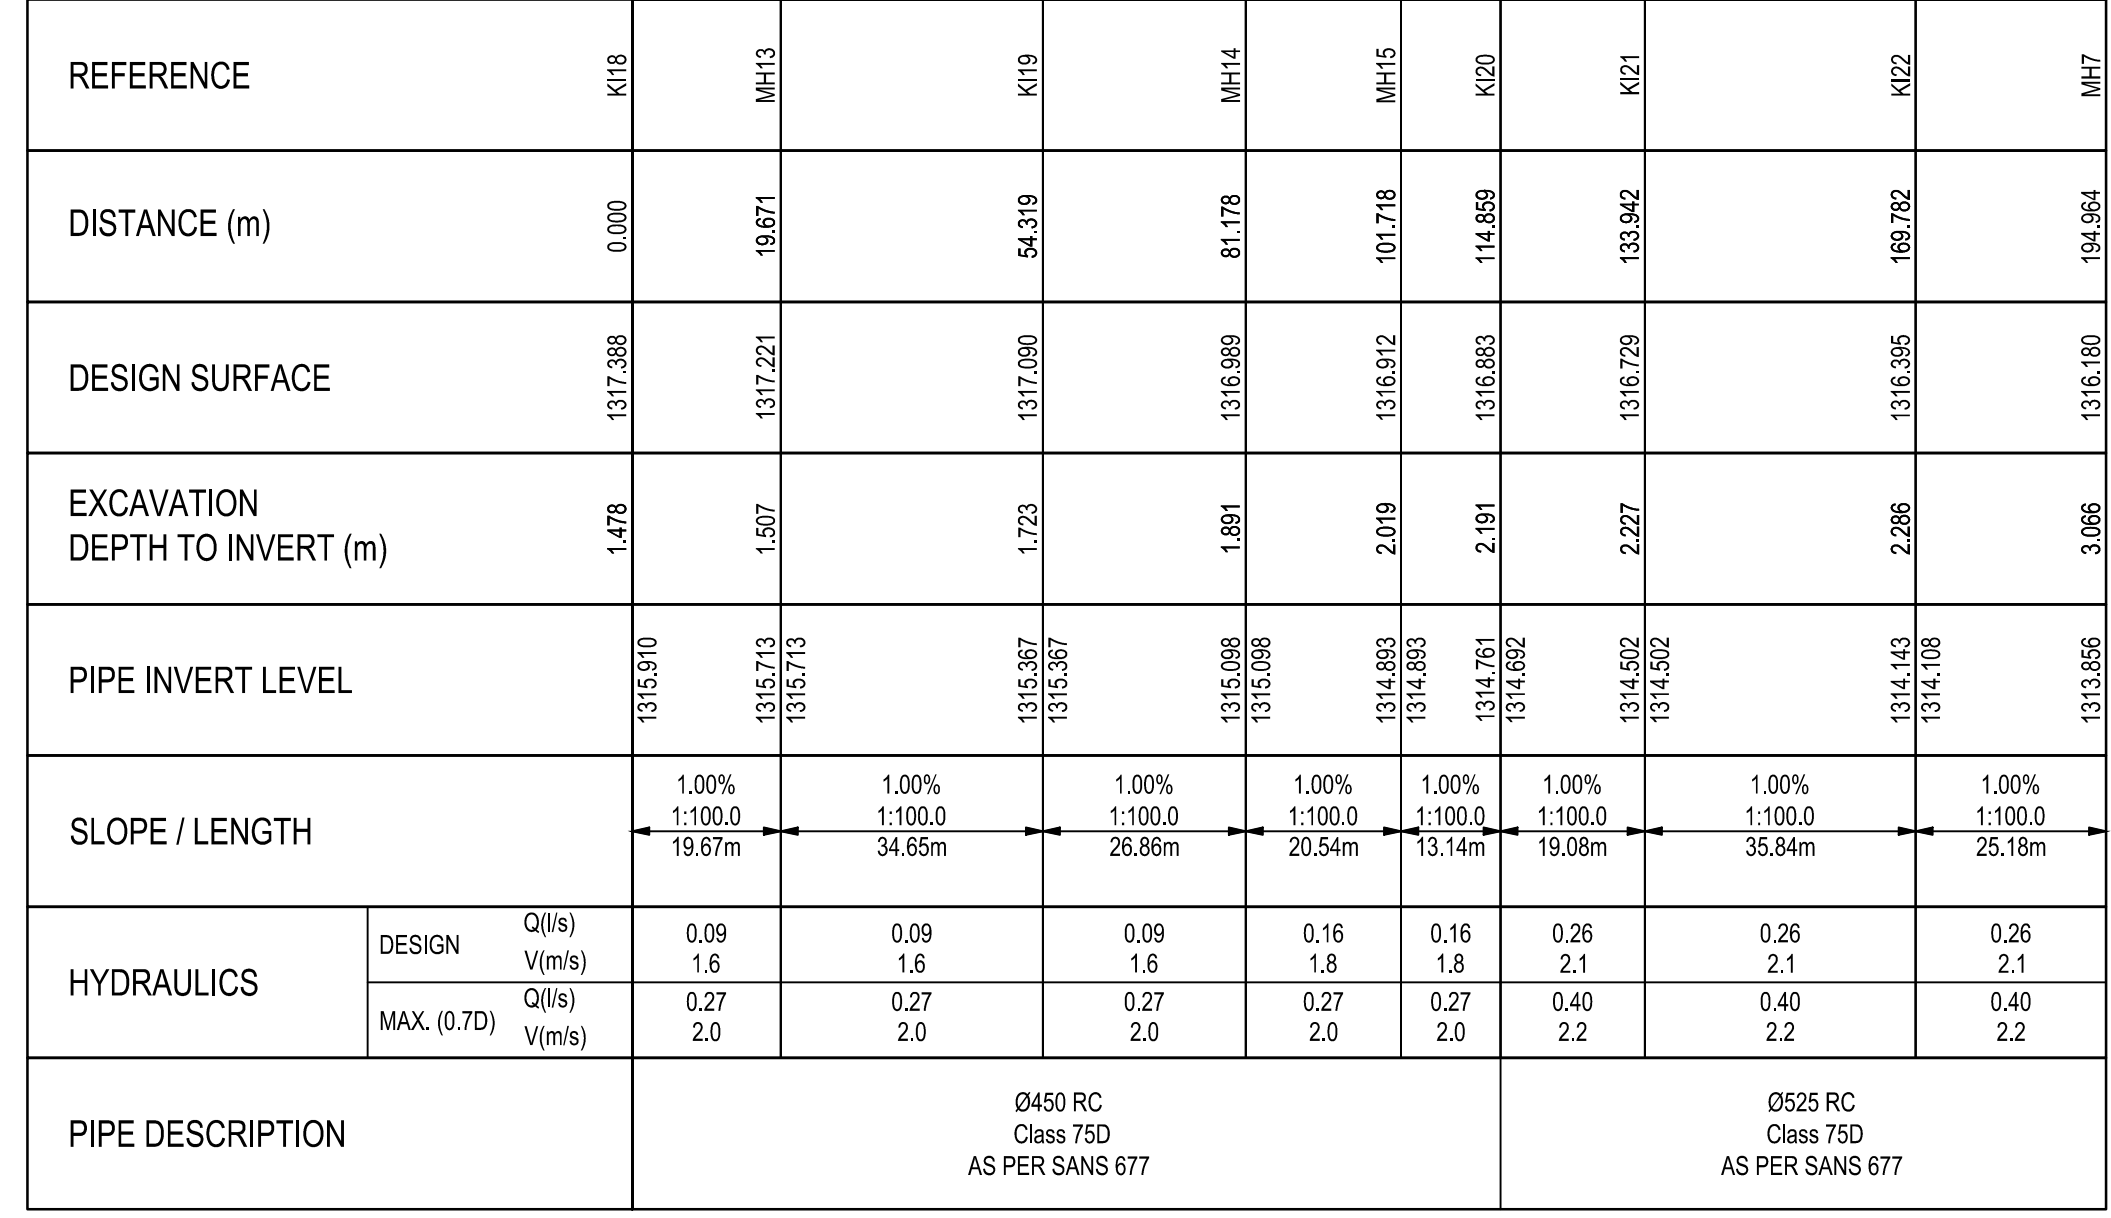 REFERENCE KI18 MH13 KI19 MH14 MH15 KI20 KI21 KI22 MH7
DISTANCE (m) 0.000 19.671 54.319 81.178 101.718 114.859 133.942 169.782 194.964
DESIGN SURFACE 1317.388 1317.221 1317.090 1316.989 1316.912 1316.883 1316.729 1316.395 1316.180
EXCAVATION
DEPTH TO INVERT (m) 1.478 1.507 1.723 1.891 2.019 2.191 2.227 2.286 3.066
PIPE INVERT LEVEL 1315.910 1315.713 1315.713 1315.367 1315.367 1315.098 1315.098 1314.893 1314.893 1314.761 1314.692 1314.502 1314.502 1314.143 1314.108 1313.856
SLOPE / LENGTH
1.00% 1.00% 1.00% 1.00% 1.00% 1.00% 1.00% 1.00%
1:100.0 1:100.0 1:100.0 1:100.0 1:100.0 1:100.0 1:100.0 1:100.0
19.67m 34.65m 26.86m 20.54m 13.14m 19.08m 35.84m 25.18m
HYDRAULICS
DESIGN
Q(l/s) 0.09 0.09 0.09 0.16 0.16 0.26 0.26 0.26
V(m/s) 1.6 1.6 1.6 1.8 1.8 2.1 2.1 2.1
MAX. (0.7D)
Q(l/s) 0.27 0.27 0.27 0.27 0.27 0.40 0.40 0.40
V(m/s) 2.0 2.0 2.0 2.0 2.0 2.2 2.2 2.2
PIPE DESCRIPTION
Ø450 RC
Class 75D
AS PER SANS 677
Ø525 RC
Class 75D
AS PER SANS 677